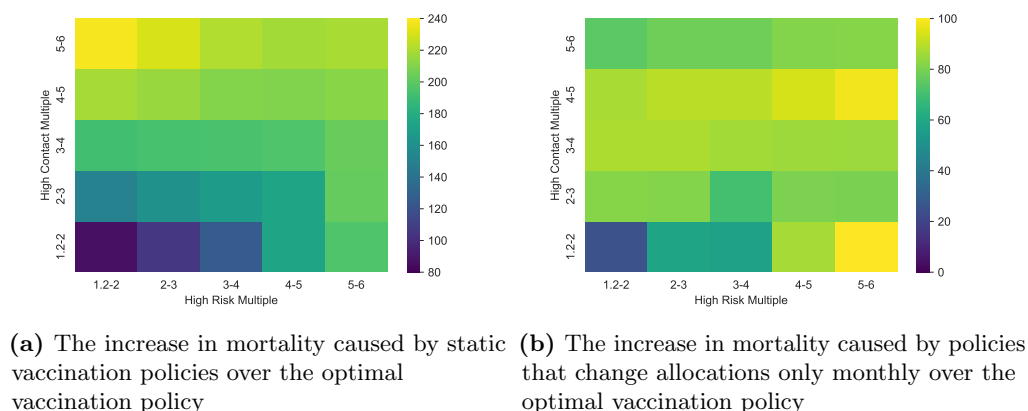 5-6
4-5
3-4
2-3
1.2-2
High Contact Multiple
1.2-2 2-3 3-4 4-5 5-6
High Risk Multiple
240
220
200
180
160
140
120
100
80
5-6
4-5
3-4
2-3
1.2-2
High Contact Multiple
1.2-2 2-3 3-4 4-5 5-6
High Risk Multiple
100
80
60
40
20
0
(a) The increase in mortality caused by static
vaccination policies over the optimal
vaccination policy
(b) The increase in mortality caused by policies
that change allocations only monthly over the
optimal vaccination policy